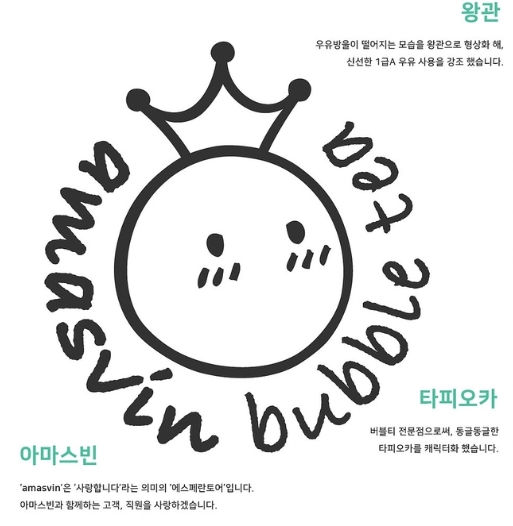 왕관
우유방울이 떨어지는 모습을 왕관으로 형상화 해,
신선한 1급A 우유 사용을 강조 했습니다.
amasvin bubble tea
타피오카
버블티 전문점으로써, 동글동글한
타피오카를 캐릭터화 했습니다.
아마스빈
'amasvin'은 '사랑합니다'라는 의미의 '에스페란토어'입니다.
아마스빈과 함께하는 고객, 직원을 사랑하겠습니다.